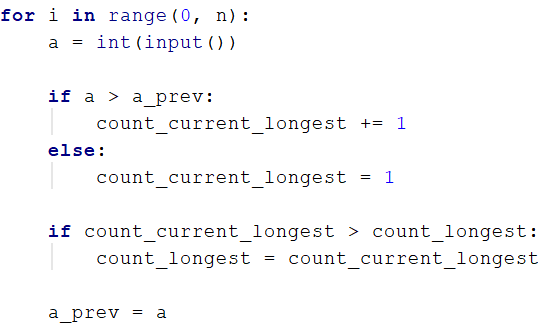 for i in range(0, n):
    a = int(input())

    if a > a_prev:
        count_current_longest += 1
    else:
        count_current_longest = 1

    if count_current_longest > count_longest:
        count_longest = count_current_longest

    a_prev = a